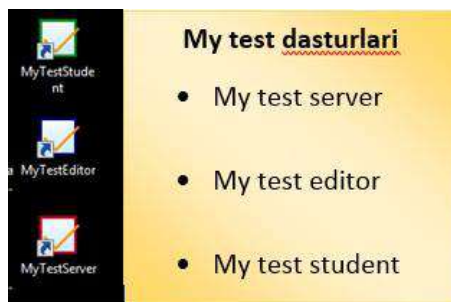 MyTestStude
nt
MyTestEditor
MyTestServer
My test dasturlari
• My test server
• My test editor
• My test student